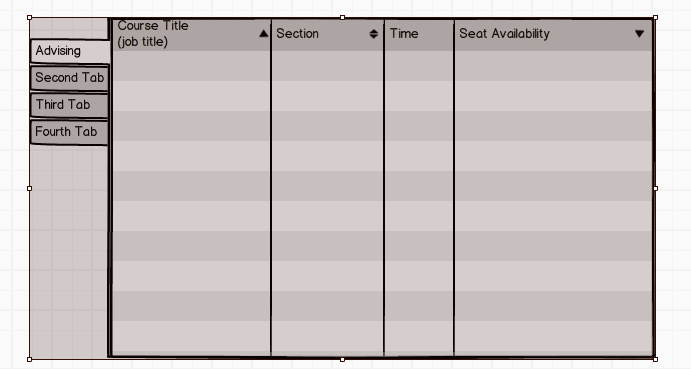 Advising
Second Tab
Third Tab
Fourth Tab
Course Title
(job title)
Section
Time
Seat Availability